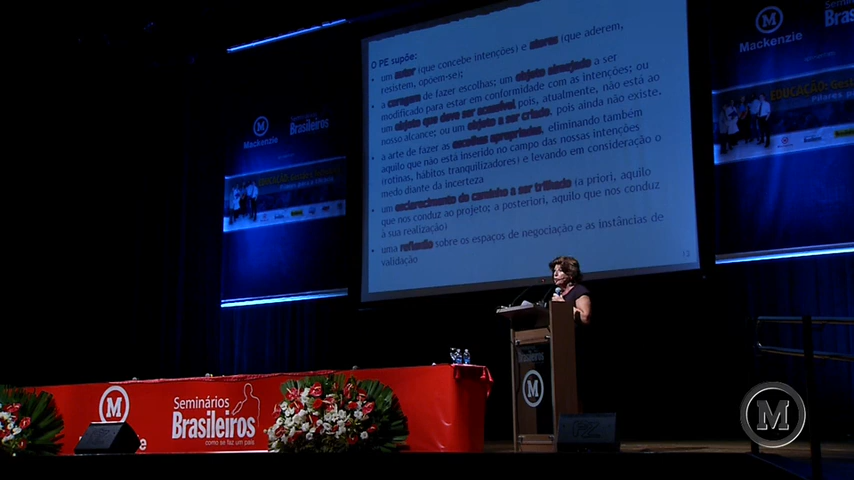 O PE supõe:
• um autor (que concebe intenções) e atores (que aderem,
resistem, opõem-se);
• a coragem de fazer escolhas; um objeto almejado a ser
modificado para estar em conformidade com as intenções; ou
um objeto que deve ser acessível pois, atualmente, não está ao
nosso alcance; ou um objeto a ser criado, pois ainda não existe.
• a arte de fazer as escolhas apropriadas, eliminando também
aquilo que não está inserido no campo das nossas intenções
(rotinas, hábitos tranquilizadores) e levando em consideração o
medo diante da incerteza
• um esclarecimento do caminho a ser trilhado (a priori, aquilo
que nos conduz ao projeto; a posteriori, aquilo que nos conduz
à sua realização)
• uma reflexão sobre os espaços de negociação e as instâncias de
validação
M
Mackenzie
Seminários
Brasileiros
EDUCAÇÃO:
M
Mackenzie
Brasileiros
M
Seminários
Brasileiros
como se faz um país
Brasileiros
M
M